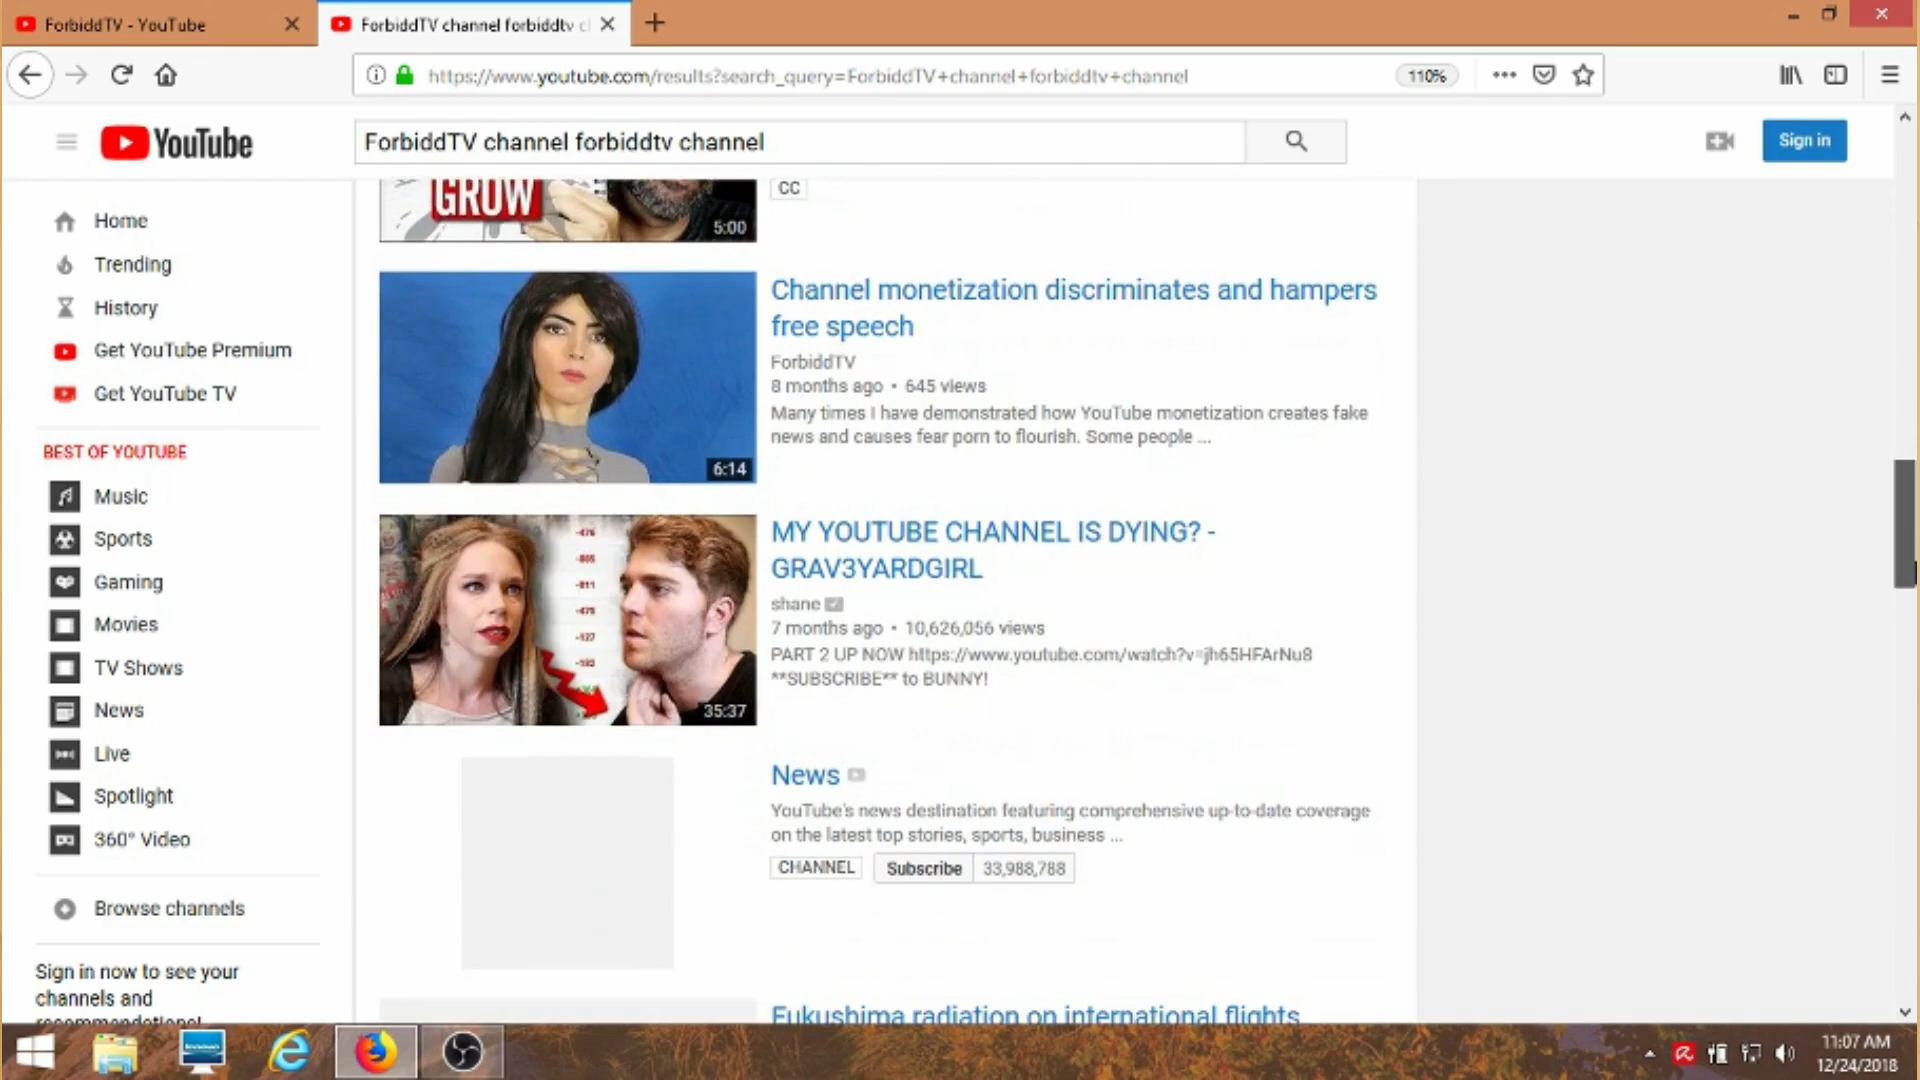 ForbiddTV - YouTube
ForbiddTV channel forbiddtv cl
https://www.youtube.com/results?search_query=ForbiddTV+channel+forbiddtv+channel
110%
YouTube
ForbiddTV channel forbiddtv channel
Sign in
Home
Trending
History
Get YouTube Premium
Get YouTube TV
BEST OF YOUTUBE
Music
Sports
Gaming
Movies
TV Shows
News
Live
Spotlight
360° Video
Browse channels
Sign in now to see your
channels and
recommendations!
GROW
5:00
CC
6:14
Channel monetization discriminates and hampers
free speech
ForbiddTV
8 months ago • 645 views
Many times I have demonstrated how YouTube monetization creates fake
news and causes fear porn to flourish. Some people ...
-476
-811
-127
35:37
MY YOUTUBE CHANNEL IS DYING? -
GRAV3YARDGIRL
shane
7 months ago • 10,626,056 views
PART 2 UP NOW https://www.youtube.com/watch?v=jh65HFArNu8
**SUBSCRIBE** to BUNNY!
News
YouTube's news destination featuring comprehensive up-to-date coverage
on the latest top stories, sports, business ...
CHANNEL
Subscribe 33,988,788
Fukushima radiation on international flights
11:07 AM
12/24/2018